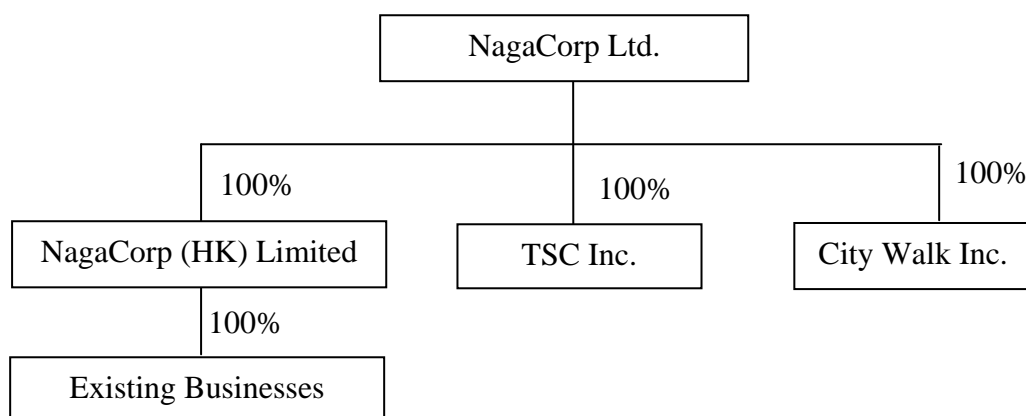 NagaCorp Ltd.
100%
100%
100%
NagaCorp (HK) Limited
TSC Inc.
City Walk Inc.
100%
Existing Businesses